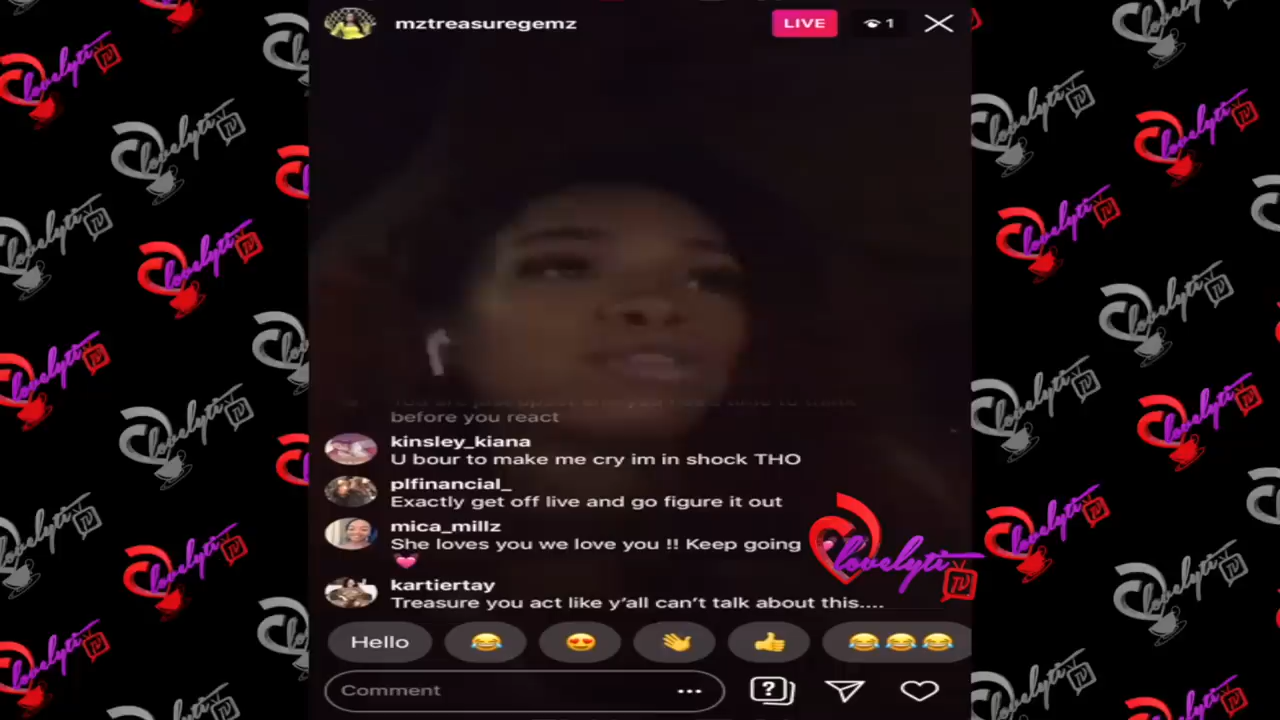 mztreasuregemz
LIVE
1
before you react
kinsley_kiana
U bour to make me cry im in shock THO
plfinancial_
Exactly get off live and go figure it out
mica_millz
She loves you we love you !! Keep going
kartiertay
Treasure you act like y'all can't talk about this....
lovelyti
TV
Hello
Comment